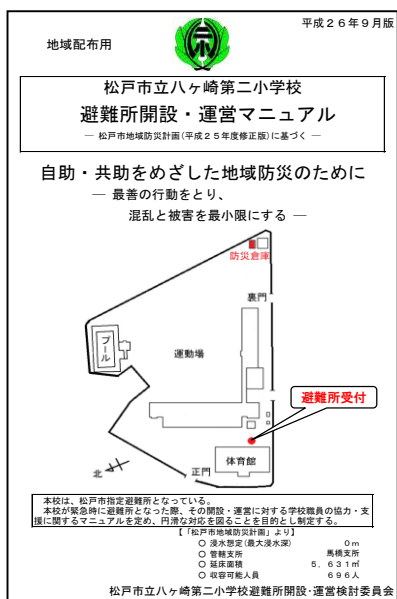 平成２６年９月版
地域配布用
松戸市立八ヶ崎第二小学校
避難所開設・運営マニュアル
― 松戸市地域防災計画(平成２５年度修正版)に基づく ―
自助・共助をめざした地域防災のために
― 最善の行動をとり、
混乱と被害を最小限にする ―
防災倉庫
裏門
プール
運動場
避難所受付
北
正門
体育館
本校は、松戸市指定避難所となっている。
本校が緊急時に避難所となった際、その開設・運営に対する学校職員の協力・支
援に関するマニュアルを定め、円滑な対応を図ることを目的とし制定する。
【「松戸市地域防災計画」より】
○ 浸水想定(最大浸水深) ０ｍ
○ 管轄支所 馬橋支所
○ 延床面積 ５，６３１㎡
○ 収容可能人員 ６９６人
松戸市立八ヶ崎第二小学校避難所開設・運営検討委員会